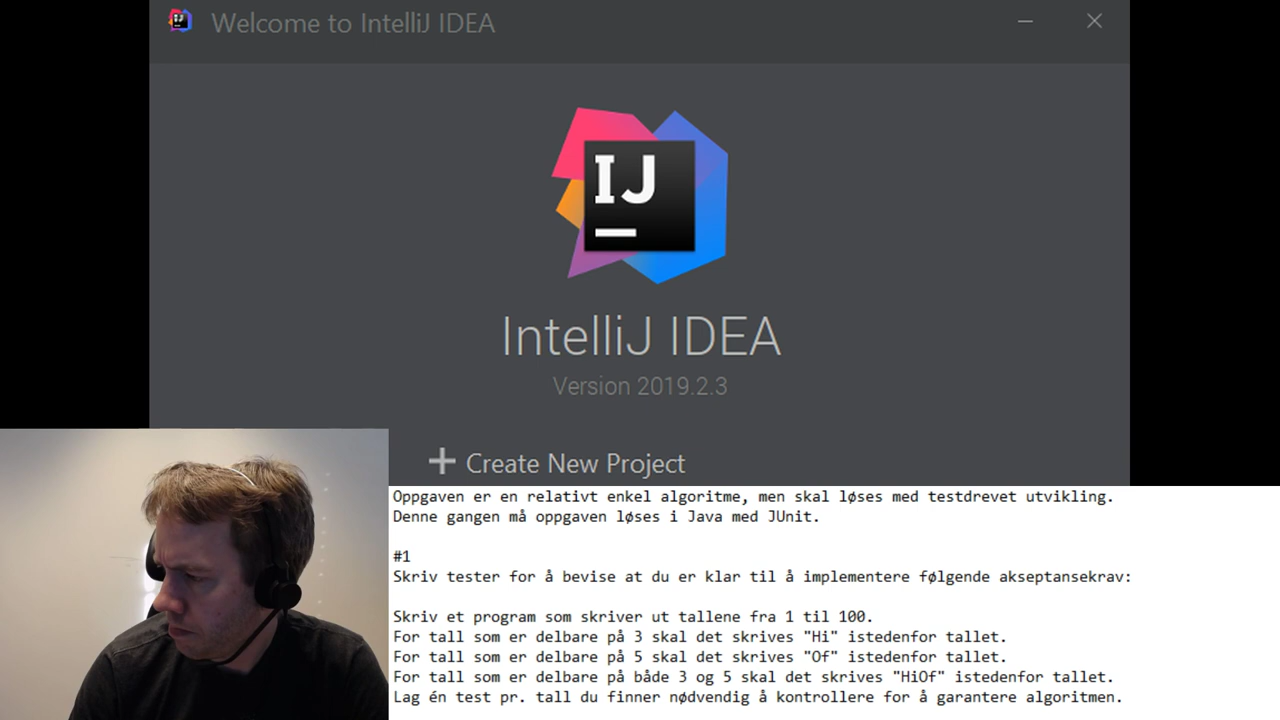 Welcome to IntelliJ IDEA
IJ
IntelliJ IDEA
Version 2019.2.3
Create New Project
Oppgaven er en relativt enkel algoritme, men skal løses med testdrevet utvikling.
Denne gangen må oppgaven løses i Java med JUnit.
#1
Skriv tester for å bevise at du er klar til å implementere følgende akseptansekrav:
Skriv et program som skriver ut tallene fra 1 til 100.
For tall som er delbare på 3 skal det skrives "Hi" istedenfor tallet.
For tall som er delbare på 5 skal det skrives "Of" istedenfor tallet.
For tall som er delbare på både 3 og 5 skal det skrives "HiOf" istedenfor tallet.
Lag én test pr. tall du finner nødvendig å kontrollere for å garantere algoritmen.